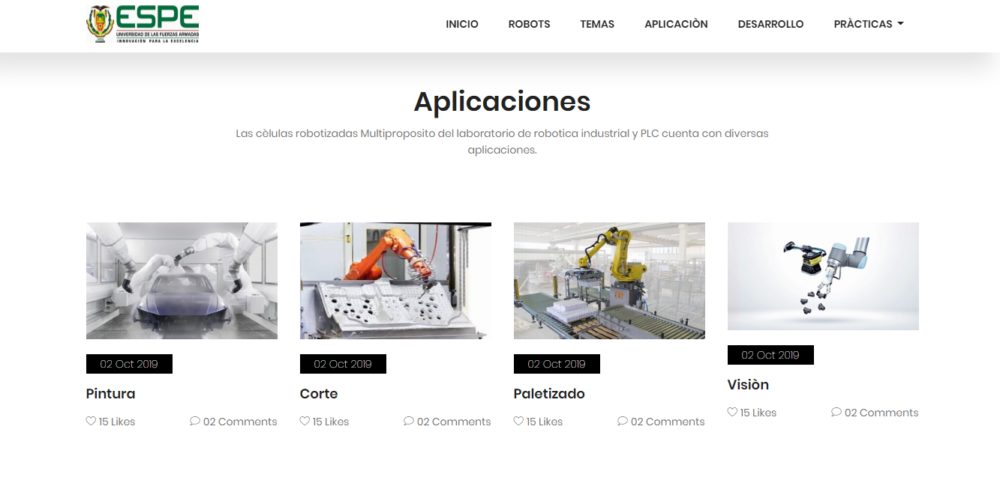 ESPE
UNIVERSIDAD DE LAS FUERZAS ARMADAS
INNOVACIÓN PARA LA EXCELENCIA
INICIO ROBOTS TEMAS APLICACIÒN DESARROLLO PRÀCTICAS
Aplicaciones
Las cèlulas robotizadas Multiproposito del laboratorio de robotica industrial y PLC cuenta con diversas
aplicaciones.
02 Oct 2019 02 Oct 2019 02 Oct 2019 02 Oct 2019
Pintura Corte Paletizado Visiòn
15 Likes 02 Comments 15 Likes 02 Comments 15 Likes 02 Comments 15 Likes 02 Comments